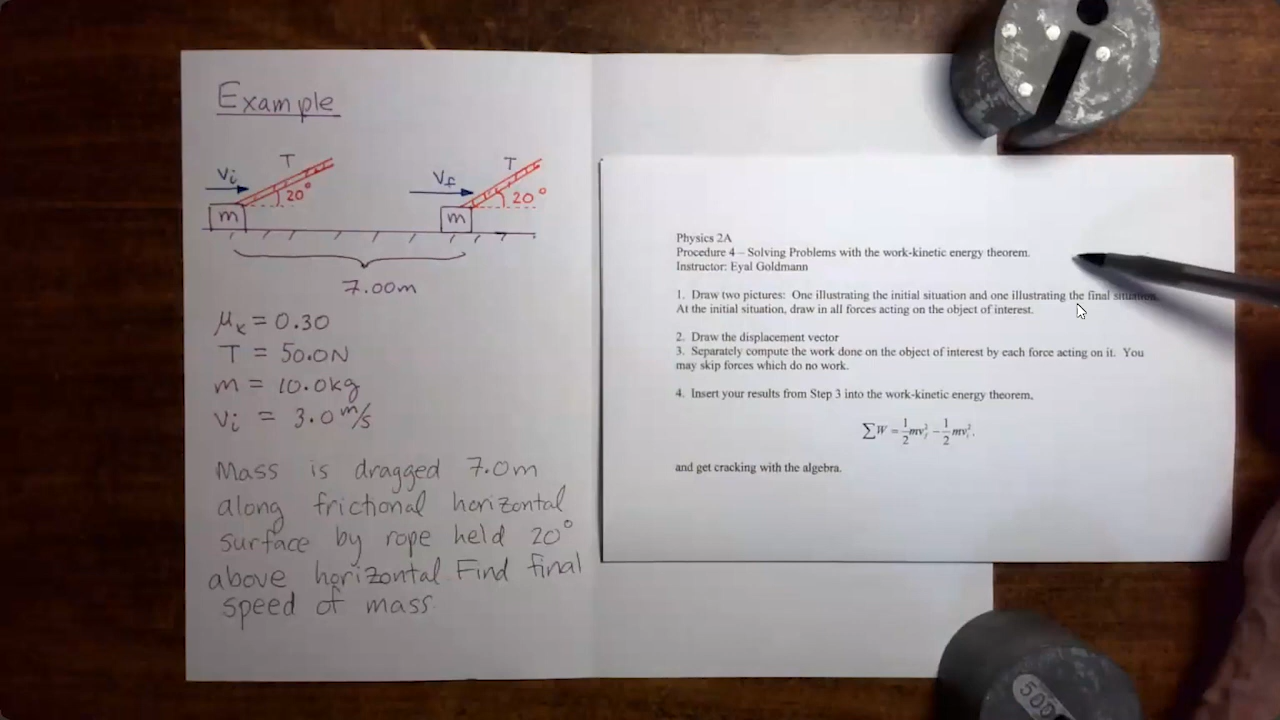 Example
Vi T 20°
m
Vf T 20°
m
7.00m
μk = 0.30
T = 50.0N
m = 10.0kg
Vi = 3.0 m/s
Mass is dragged 7.0m
along frictional horizontal
surface by rope held 20°
above horizontal Find final
speed of mass.
Physics 2A
Procedure 4 – Solving Problems with the work-kinetic energy theorem.
Instructor: Eyal Goldmann
1. Draw two pictures: One illustrating the initial situation and one illustrating the final situation.
At the initial situation, draw in all forces acting on the object of interest.
2. Draw the displacement vector
3. Separately compute the work done on the object of interest by each force acting on it. You
may skip forces which do no work.
4. Insert your results from Step 3 into the work-kinetic energy theorem,
∑W = 1/2 mv_f^2 − 1/2 mv_i^2.
and get cracking with the algebra.
500